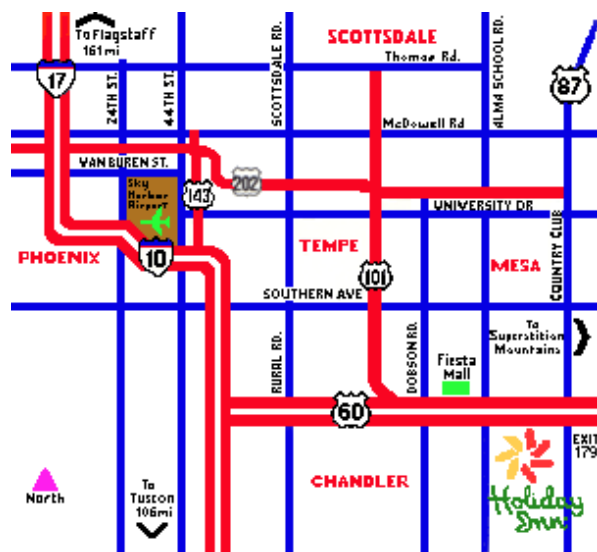 To Flagstaff
161mi
SCOTTSDALE RD.
SCOTTSDALE
ALMA SCHOOL RD.
Thomas Rd.
17
24TH ST.
44TH ST.
87
McDowell Rd
VAN BUREN ST.
202
Sky
Harbor
Airport
143
UNIVERSITY DR
PHOENIX
10
TEMPE
101
MESA
COUNTRY CLUB
SOUTHERN AVE
RURAL RD.
DOBSON RD.
To
Superstition
Mountains
Fiesta
Mall
60
EXIT
179
North
To
Tuscon
106mi
CHANDLER
Holiday
Inn